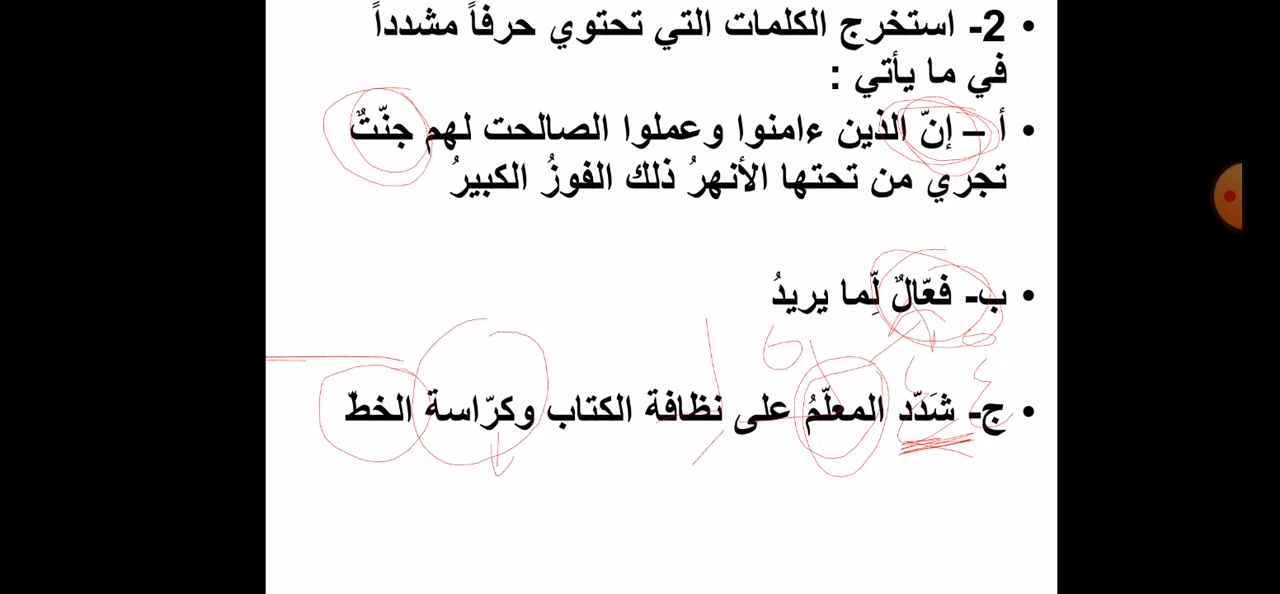 2- استخرج الكلمات التي تحتوي حرفاً مشدداً
في ما يأتي :
أ – إنّ الذين ءامنوا وعملوا الصالحت لهم جنّتٌ
تجري من تحتها الأنهرُ ذلك الفوزُ الكبيرُ
ب- فعّالٌ لِّما يريدُ
ج- شَدّد المعلّمُ على نظافة الكتاب وكرّاسة الخطّ